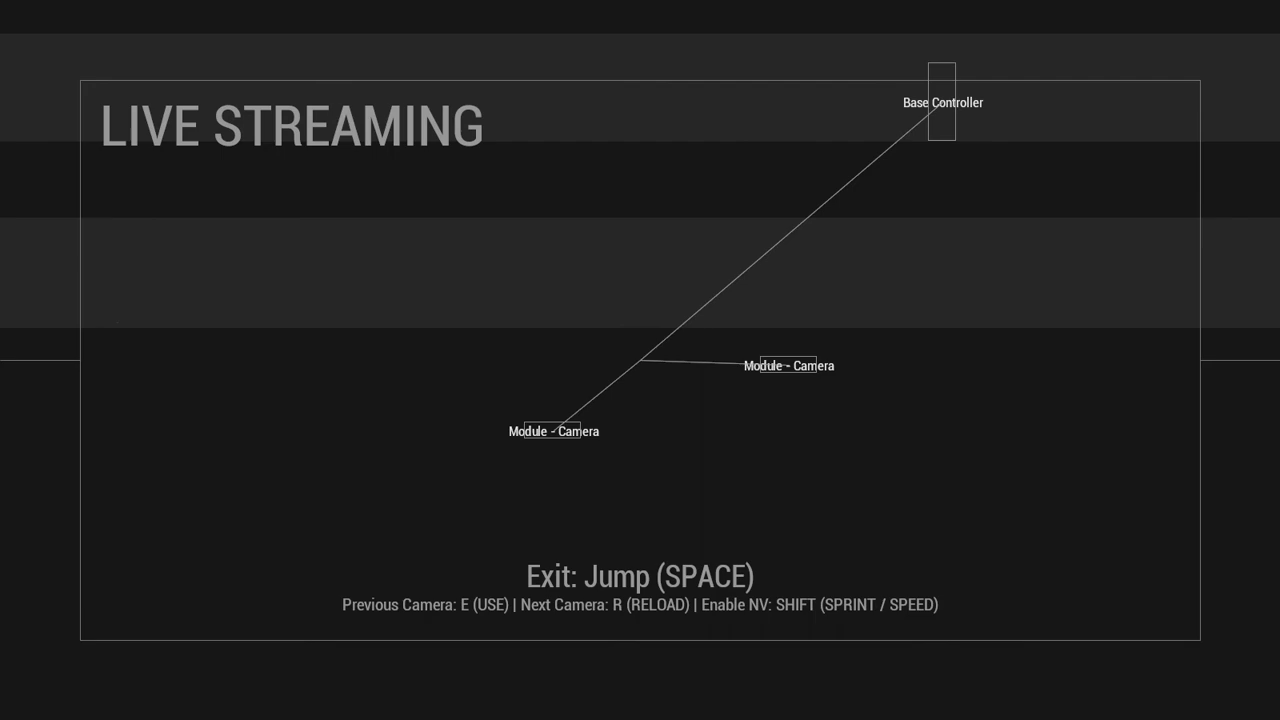 LIVE STREAMING
Base Controller
Module - Camera
Module - Camera
Exit: Jump (SPACE)
Previous Camera: E (USE) | Next Camera: R (RELOAD) | Enable NV: SHIFT (SPRINT / SPEED)